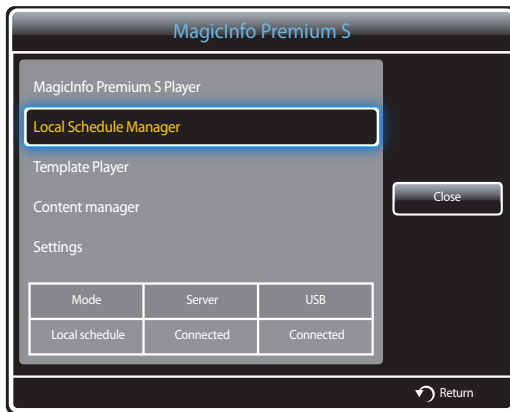 MagicInfo Premium S
MagicInfo Premium S Player
Local Schedule Manager
Template Player
Content manager
Settings
Close
Mode Server USB
Local schedule Connected Connected
Return